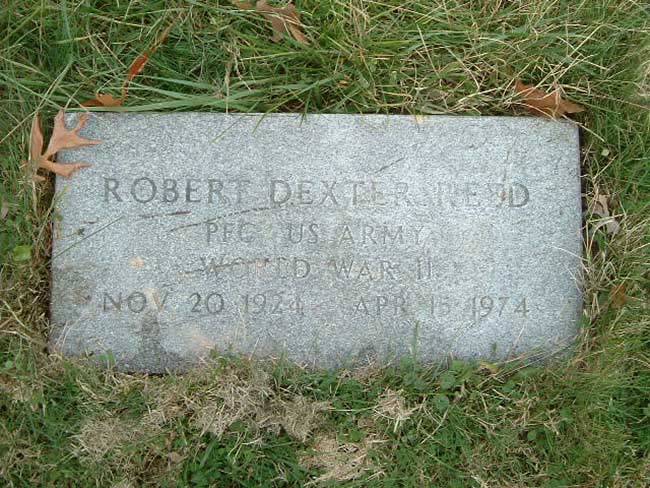 ROBERT DEXTER
PFC US ARMY
WORLD WAR II
NOV 20 1924 APR 15 1974